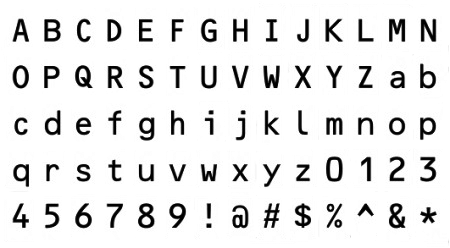 A B C D E F G H I J K L M N
O P Q R S T U V W X Y Z a b
c d e f g h i j k l m n o p
q r s t u v w x y z 0 1 2 3
4 5 6 7 8 9 ! @ # $ % ^ & *